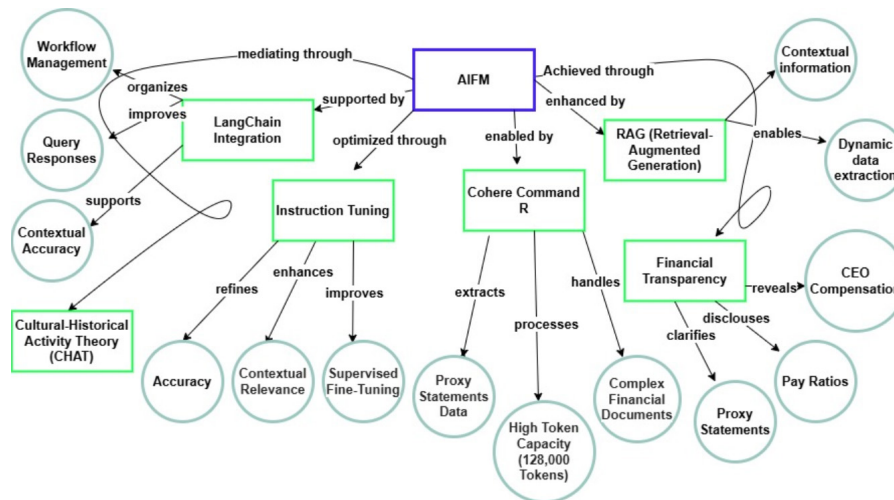 Workflow
Management
mediating through
AIFM
Achieved through
Contextual
information
organizes
supported by
enhanced by
improves
LangChain
Integration
optimized through
enabled by
RAG (Retrieval-
Augmented
Generation)
enables
Query
Responses
Dynamic
data
extraction
supports
Instruction Tuning
Cohere Command
R
Contextual
Accuracy
Financial
Transparency
CEO
Compensation
refines
enhances
improves
extracts
handles
reveals
Cultural-Historical
Activity Theory
(CHAT)
processes
disclouses
clarifies
Accuracy
Contextual
Relevance
Supervised
Fine-Tuning
Proxy
Statements
Data
Complex
Financial
Documents
Pay Ratios
High Token
Capacity
(128,000
Tokens)
Proxy
Statements